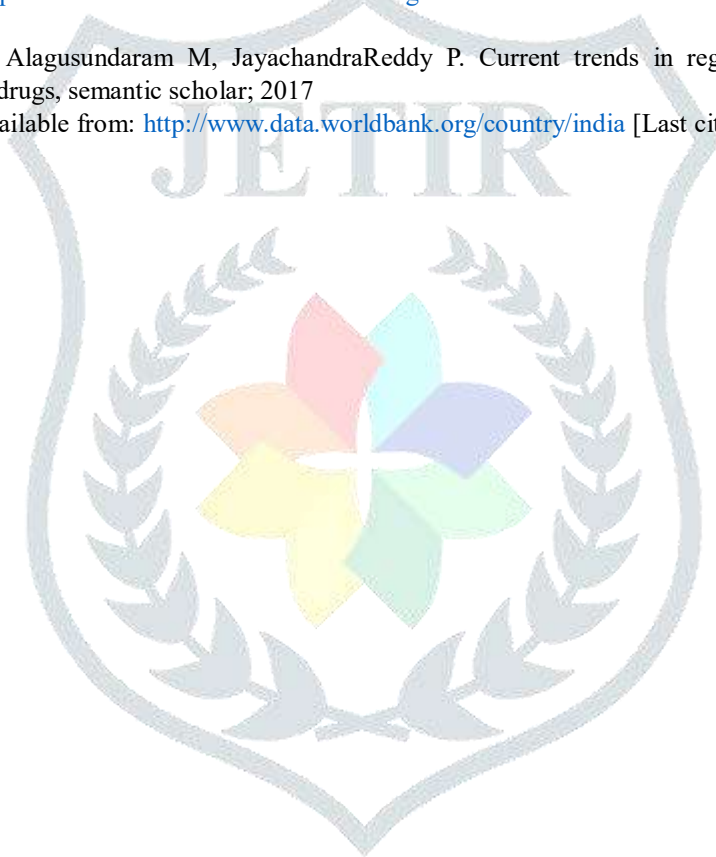 Alagusundaram M, JayachandraReddy P. Current trends in reg
drugs, semantic scholar; 2017
ailable from: http://www.data.worldbank.org/country/india [Last cit
JETIR